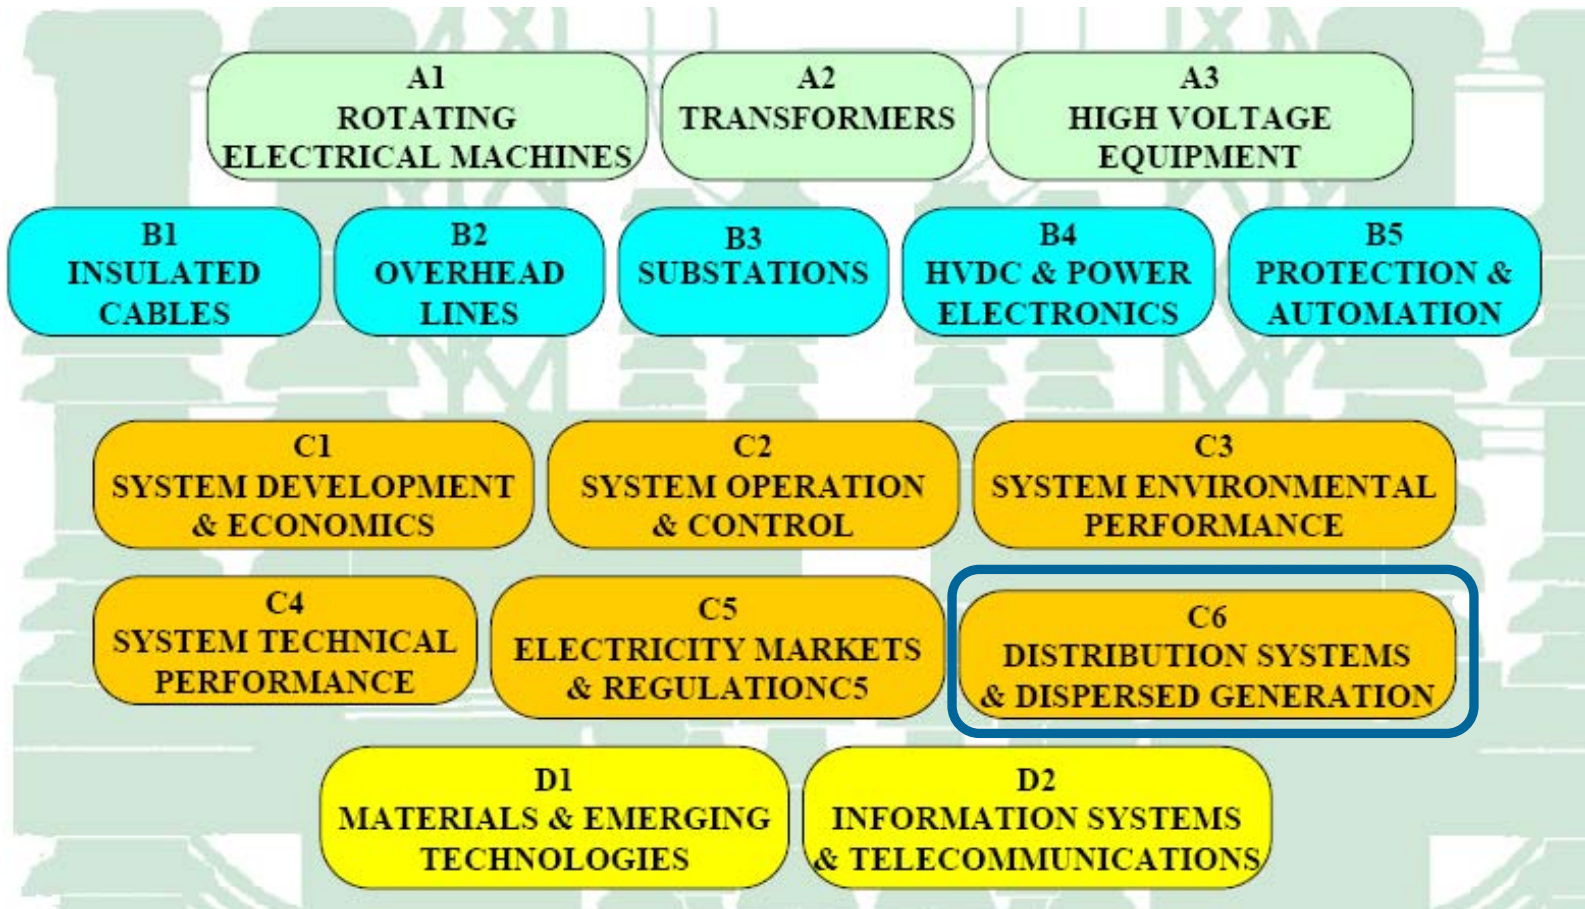 A1
ROTATING
ELECTRICAL MACHINES
A2
TRANSFORMERS
A3
HIGH VOLTAGE
EQUIPMENT
B1
INSULATED
CABLES
B2
OVERHEAD
LINES
B3
SUBSTATIONS
B4
HVDC & POWER
ELECTRONICS
B5
PROTECTION &
AUTOMATION
C1
SYSTEM DEVELOPMENT
& ECONOMICS
C2
SYSTEM OPERATION
& CONTROL
C3
SYSTEM ENVIRONMENTAL
PERFORMANCE
C4
SYSTEM TECHNICAL
PERFORMANCE
C5
ELECTRICITY MARKETS
& REGULATIONC5
C6
DISTRIBUTION SYSTEMS
& DISPERSED GENERATION
D1
MATERIALS & EMERGING
TECHNOLOGIES
D2
INFORMATION SYSTEMS
& TELECOMMUNICATIONS